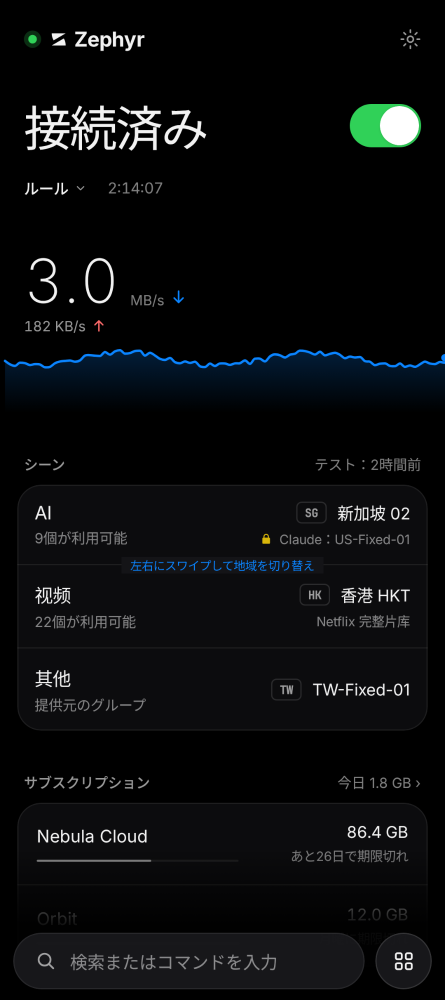 Zephyr
接続済み
ルール 2:14:07
3.0 MB/s ↓
182 KB/s ↑
シーン テスト：2時間前
AI SG 新加坡 02
9個が利用可能 Claude：US-Fixed-01
左右にスワイプして地域を切り替え
视频 HK 香港 HKT
22個が利用可能 Netflix 完整片库
其他 TW TW-Fixed-01
提供元のグループ
サブスクリプション 今日 1.8 GB ›
Nebula Cloud 86.4 GB
あと26日で期限切れ
Orbit 12.0 GB
検索またはコマンドを入力